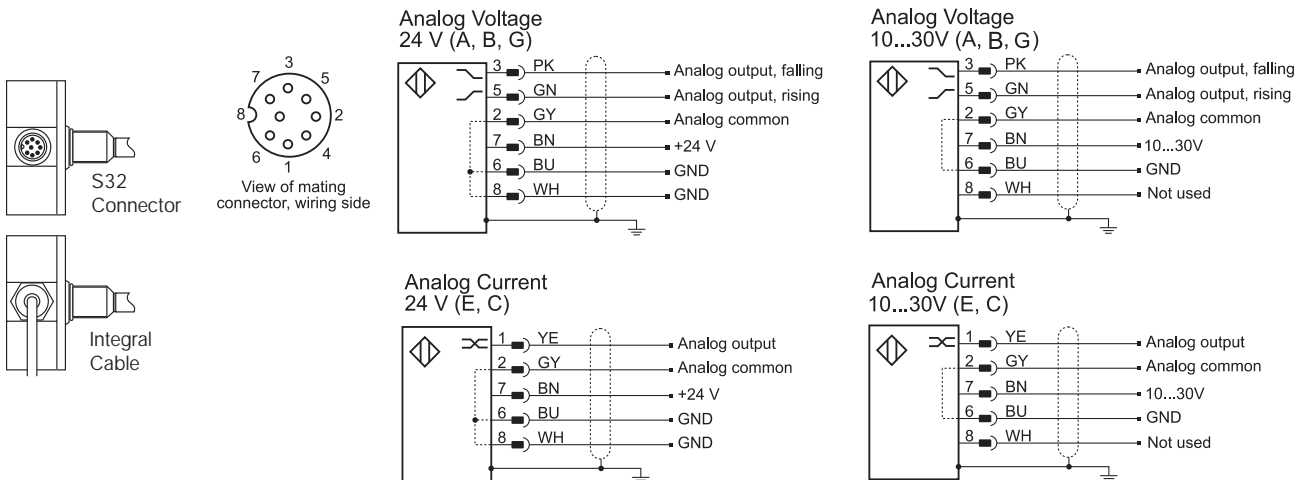 3
7 5
8 2
6 4
1
View of mating
connector, wiring side
S32
Connector
Integral
Cable
Analog Voltage
24 V (A, B, G)
3 PK Analog output, falling
5 GN Analog output, rising
2 GY Analog common
7 BN +24 V
6 BU GND
8 WH GND
Analog Voltage
10...30V (A, B, G)
3 PK Analog output, falling
5 GN Analog output, rising
2 GY Analog common
7 BN 10...30V
6 BU GND
8 WH Not used
Analog Current
24 V (E, C)
1 YE Analog output
2 GY Analog common
7 BN +24 V
6 BU GND
8 WH GND
Analog Current
10...30V (E, C)
1 YE Analog output
2 GY Analog common
7 BN 10...30V
6 BU GND
8 WH Not used